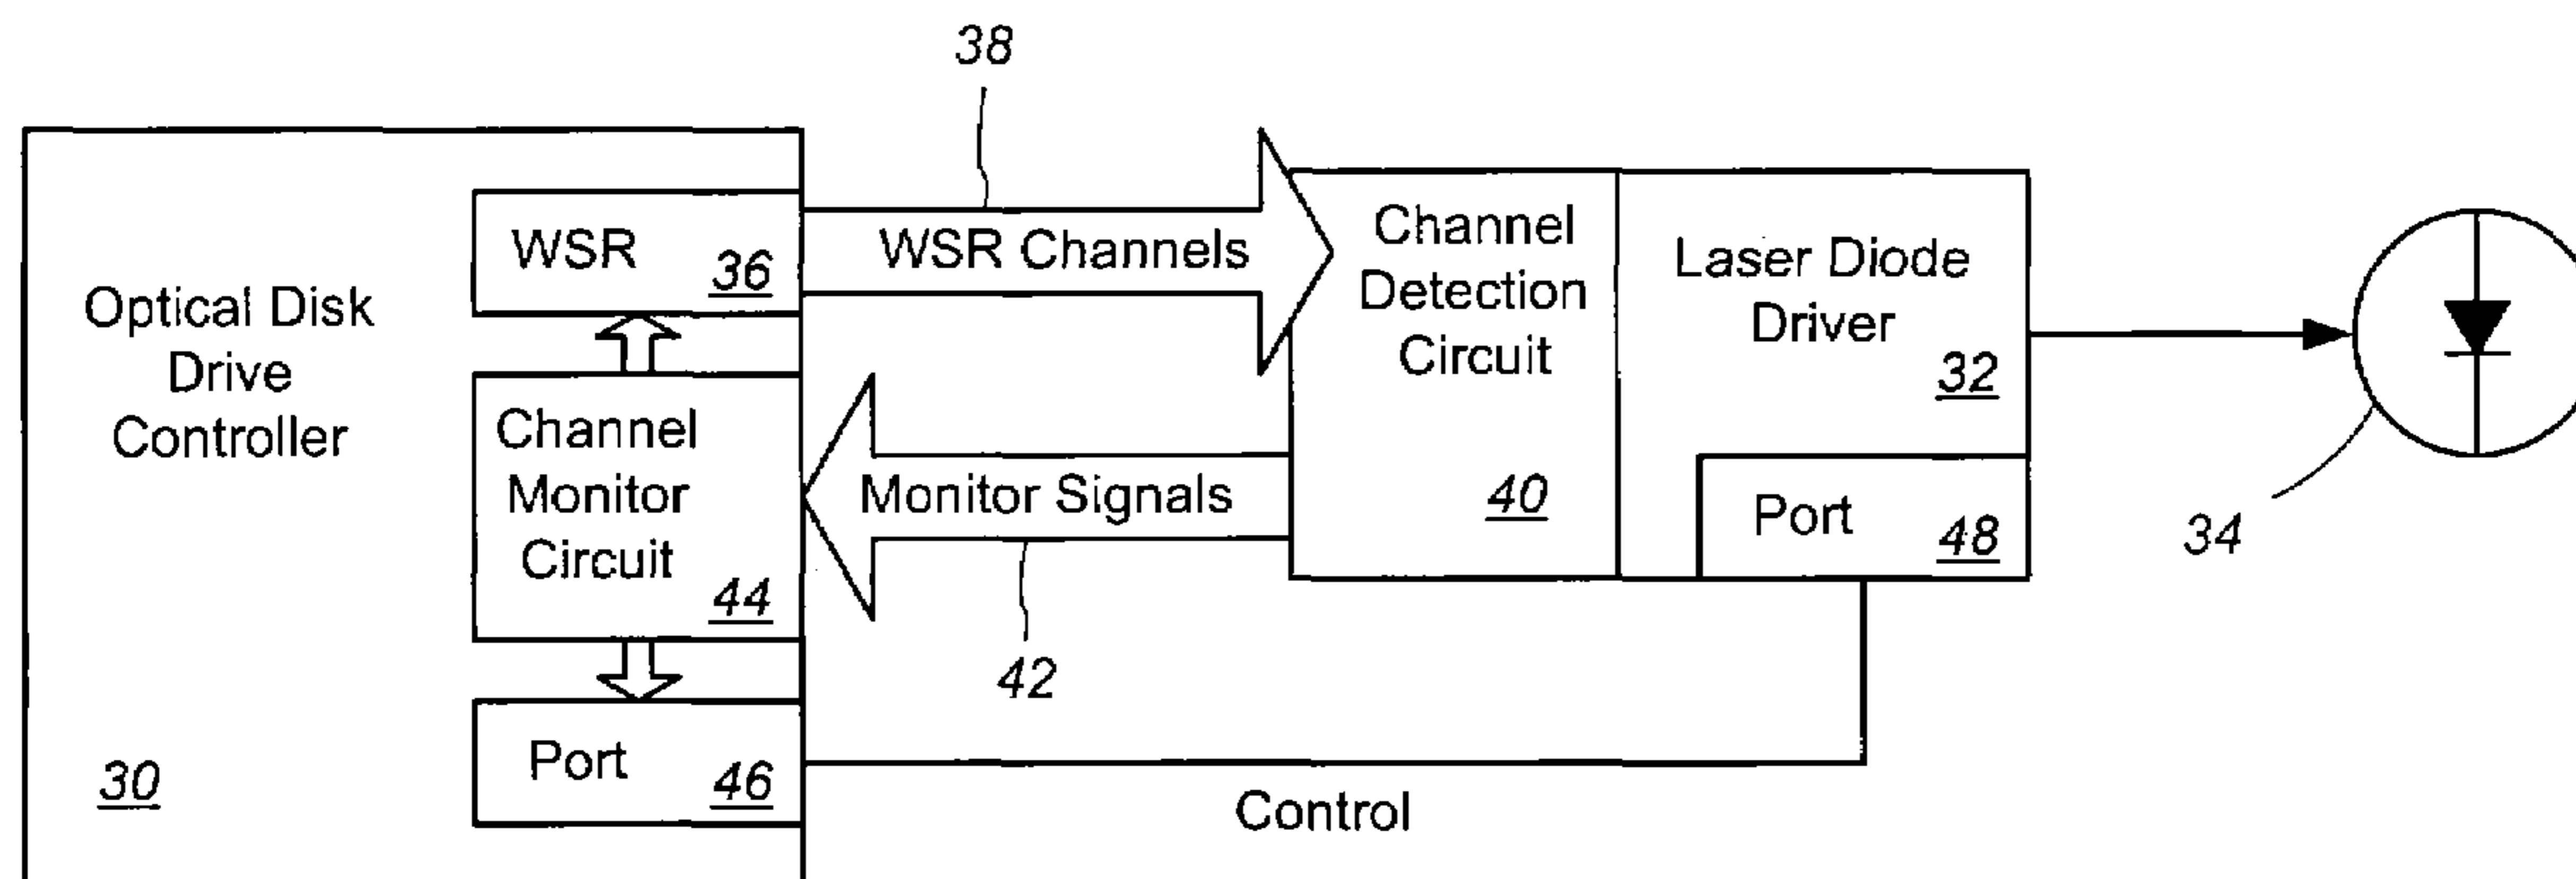 38
Optical Disk
Drive
Controller
30
WSR
36
WSR Channels
Channel
Detection
Circuit
40
Laser Diode
Driver
32
Channel
Monitor
Circuit
44
Monitor Signals
42
Port
48
34
Port
46
Control